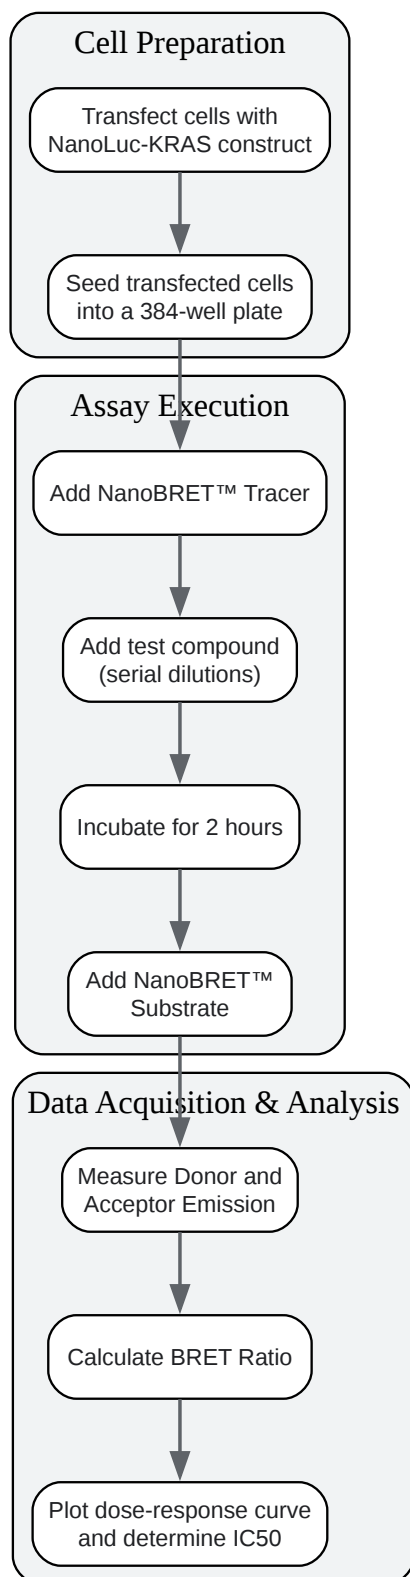 Cell Preparation
Transfect cells with
NanoLuc-KRAS construct
Seed transfected cells
into a 384-well plate
Assay Execution
Add NanoBRET™ Tracer
Add test compound
(serial dilutions)
Incubate for 2 hours
Add NanoBRET™
Substrate
Data Acquisition & Analysis
Measure Donor and
Acceptor Emission
Calculate BRET Ratio
Plot dose-response curve
and determine IC50